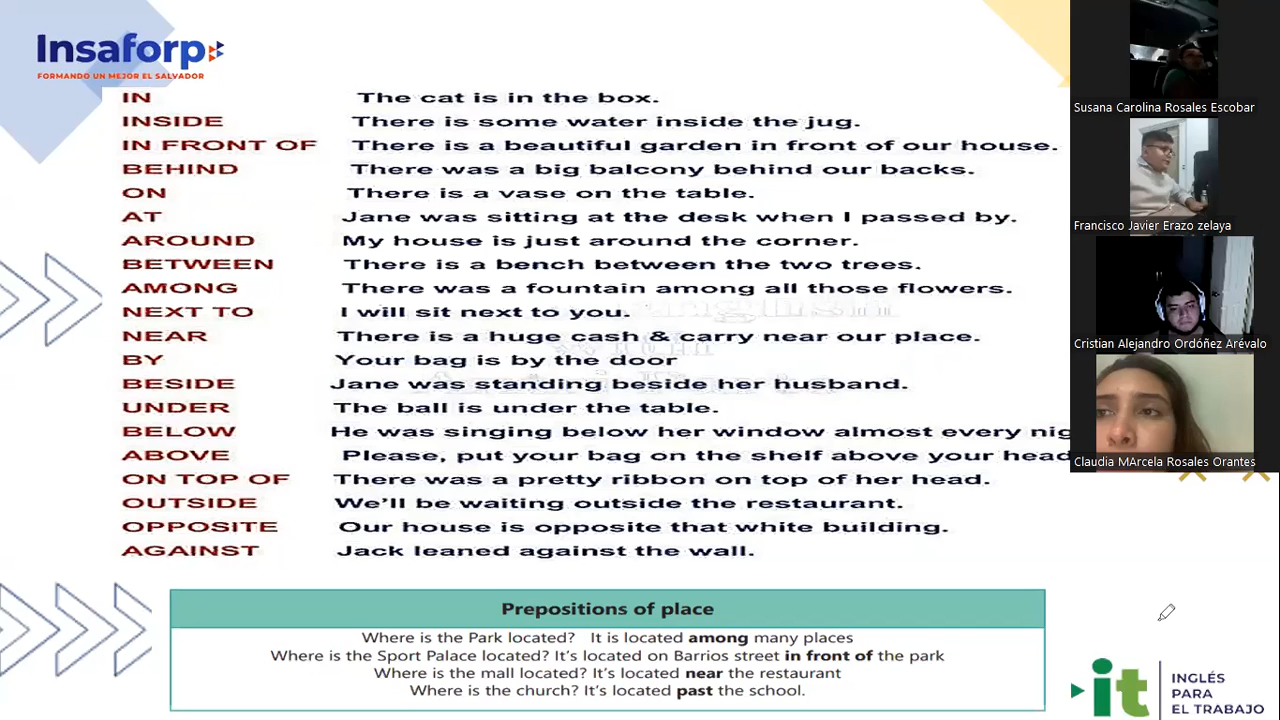 Insaforp
FORMANDO UN MEJOR EL SALVADOR
IN The cat is in the box.
INSIDE There is some water inside the jug.
IN FRONT OF There is a beautiful garden in front of our house.
BEHIND There was a big balcony behind our backs.
ON There is a vase on the table.
AT Jane was sitting at the desk when I passed by.
AROUND My house is just around the corner.
BETWEEN There is a bench between the two trees.
AMONG There was a fountain among all those flowers.
NEXT TO I will sit next to you.
NEAR There is a huge cash & carry near our place.
BY Your bag is by the door
BESIDE Jane was standing beside her husband.
UNDER The ball is under the table.
BELOW He was singing below her window almost every nig
ABOVE Please, put your bag on the shelf above your head
ON TOP OF There was a pretty ribbon on top of her head.
OUTSIDE We'll be waiting outside the restaurant.
OPPOSITE Our house is opposite that white building.
AGAINST Jack leaned against the wall.
Prepositions of place
Where is the Park located? It is located among many places
Where is the Sport Palace located? It's located on Barrios street in front of the park
Where is the mall located? It's located near the restaurant
Where is the church? It's located past the school.
Susana Carolina Rosales Escobar
Francisco Javier Erazo zelaya
Cristian Alejandro Ordóñez Arévalo
Claudia MArcela Rosales Orantes
it
INGLÉS
PARA
EL TRABAJO